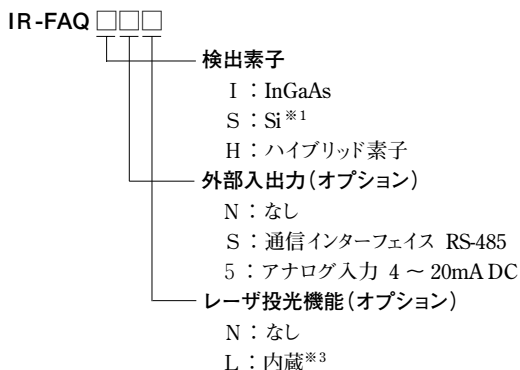 IR-FAQ □□□
検出素子
I : InGaAs
S : Si※1
H : ハイブリッド素子
外部入出力(オプション)
N : なし
S : 通信インターフェイス RS-485
5 : アナログ入力 4 ~ 20mA DC
レーザ投光機能(オプション)
N : なし
L : 内蔵※3